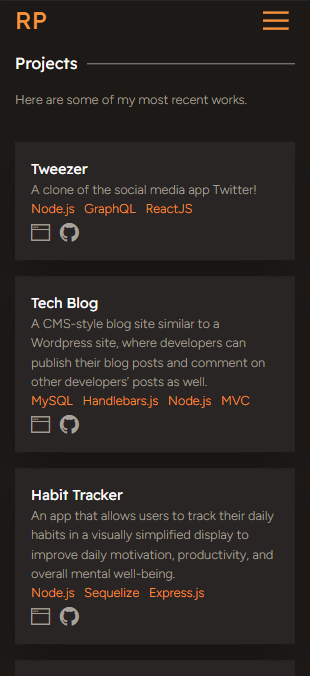 RP
Projects
Here are some of my most recent works.
Tweezer
A clone of the social media app Twitter!
Node.js GraphQL ReactJS
Tech Blog
A CMS-style blog site similar to a
Wordpress site, where developers can
publish their blog posts and comment on
other developers’ posts as well.
MySQL Handlebars.js Node.js MVC
Habit Tracker
An app that allows users to track their daily
habits in a visually simplified display to
improve daily motivation, productivity, and
overall mental well-being.
Node.js Sequelize Express.js